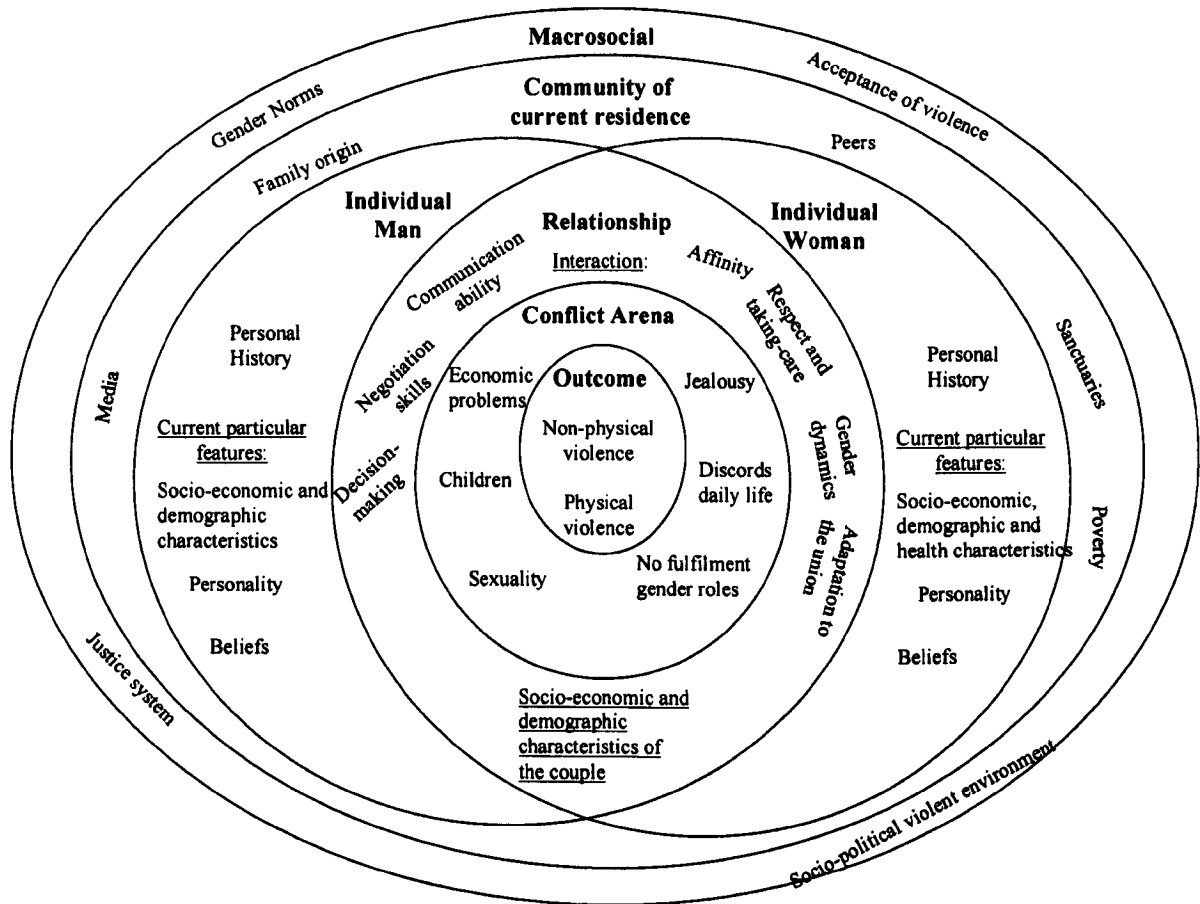 Macrosocial
Gender Norms
Acceptance of violence
Community of
current residence
Family origin
Peers
Media
Sanctuaries
Poverty
Justice system
Socio-political violent environment
Individual
Man
Personal
History
Current particular
features:
Socio-economic and
demographic
characteristics
Personality
Beliefs
Relationship
Interaction:
Communication
ability
Negotiation
skills
Decision-
making
Affinity
Respect and
taking-care
Gender
dynamics
Adaptation to
the union
Conflict Arena
Economic
problems
Jealousy
Children
Discords
daily life
Sexuality
No fulfilment
gender roles
Outcome
Non-physical
violence
Physical
violence
Socio-economic and
demographic
characteristics of
the couple
Individual
Woman
Personal
History
Current particular
features:
Socio-economic,
demographic and
health characteristics
Personality
Beliefs